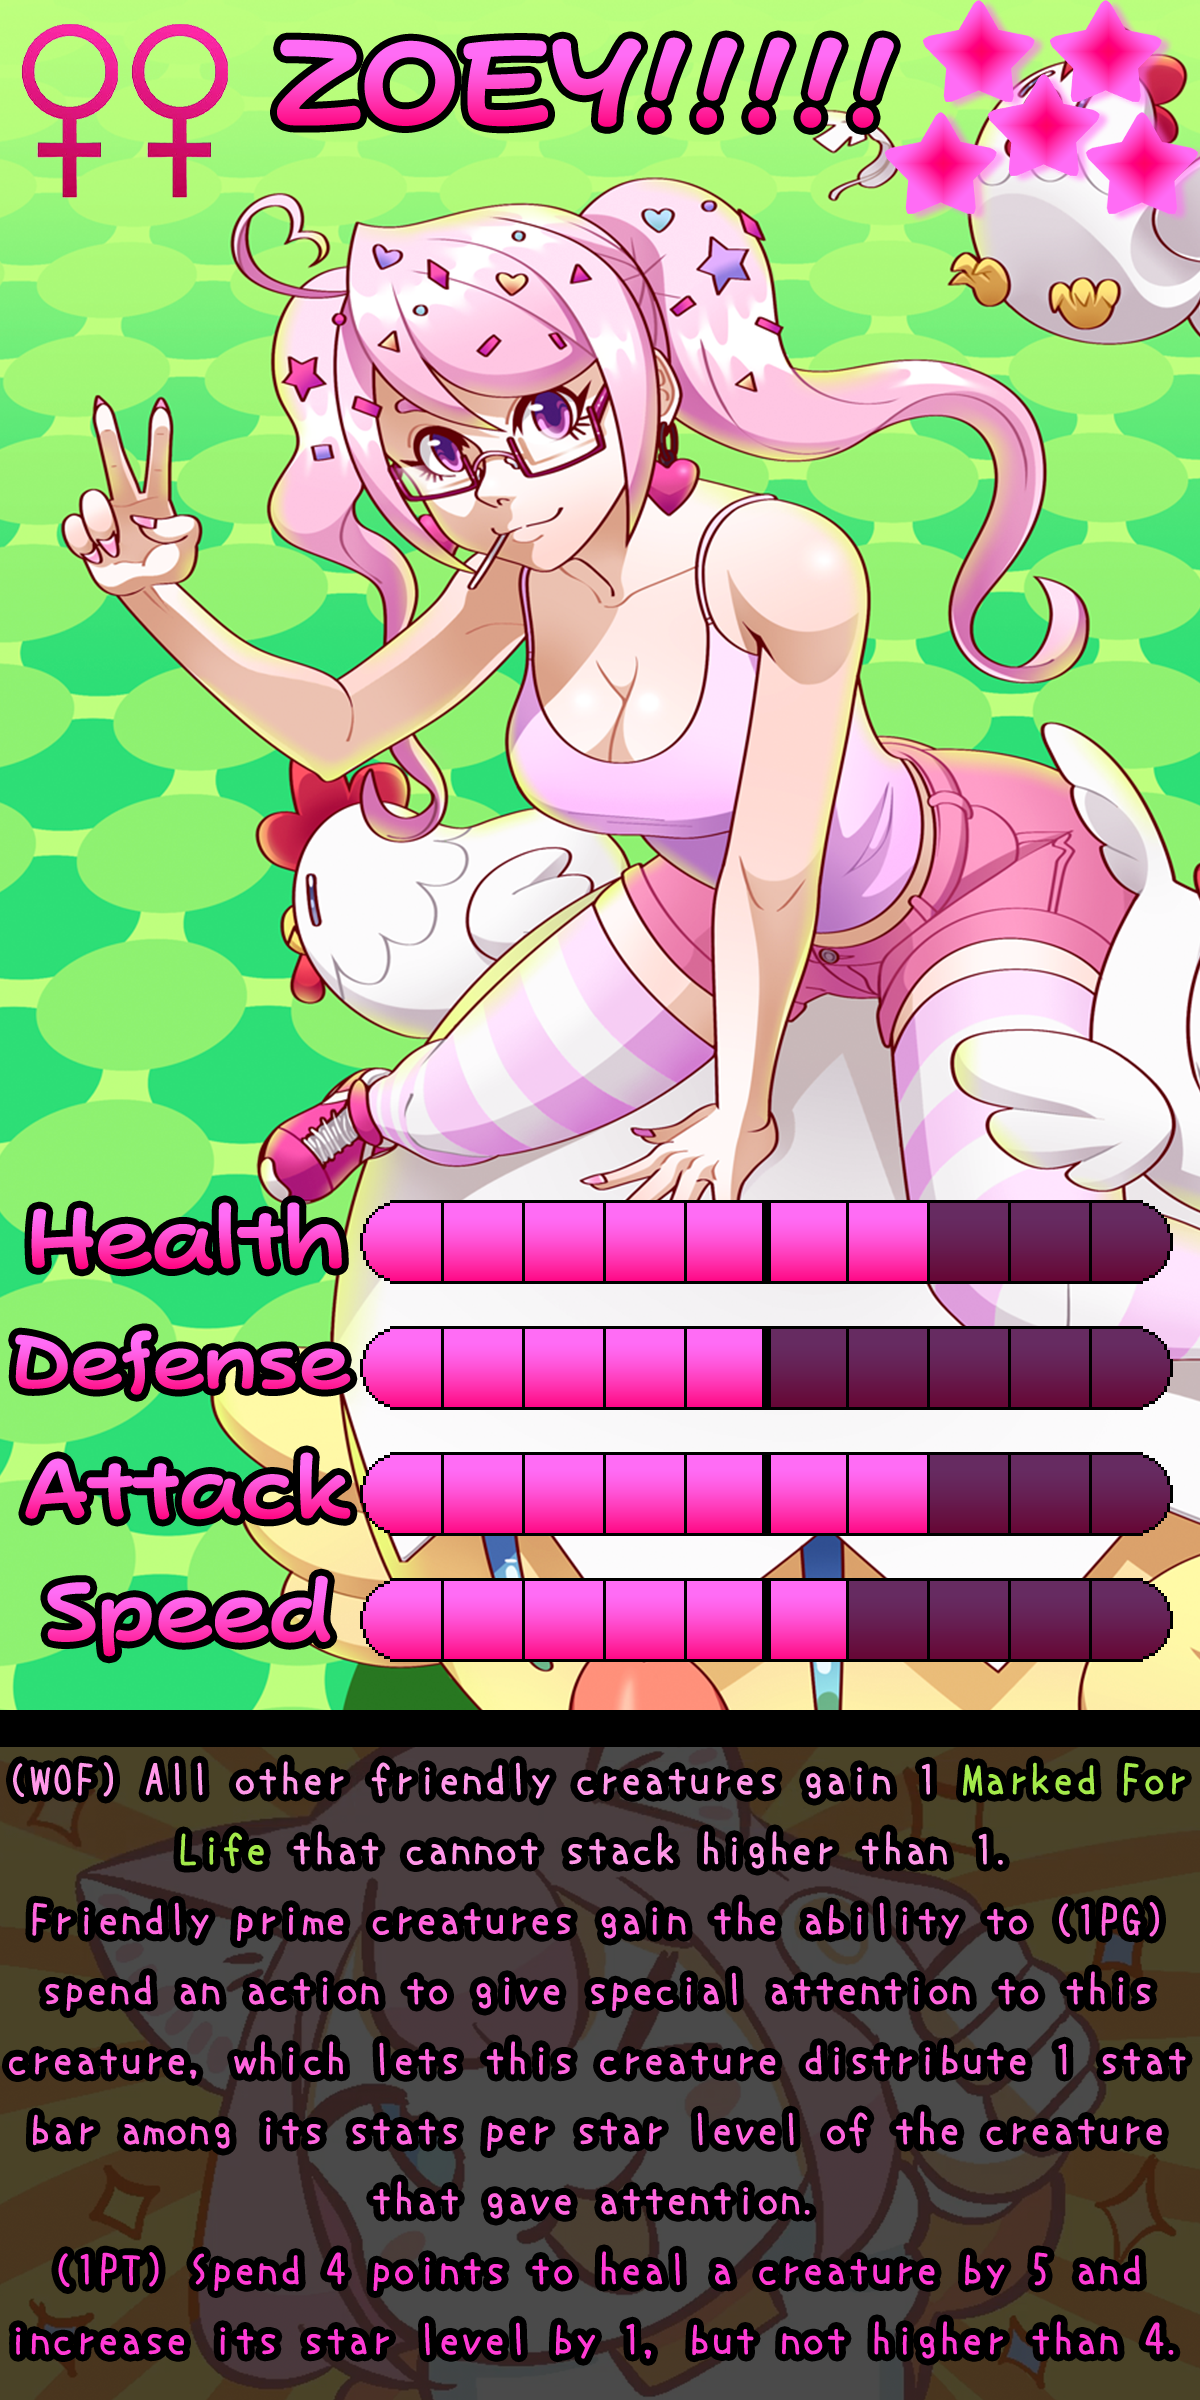 ZOEY!!!!!
Health
Defense
Attack
Speed
(WOF) All other friendly creatures gain 1 Marked For
Life that cannot stack higher than 1.
Friendly prime creatures gain the ability to (1PG)
spend an action to give special attention to this
creature, which lets this creature distribute 1 stat
bar among its stats per star level of the creature
that gave attention.
(1PT) Spend 4 points to heal a creature by 5 and
increase its star level by 1, but not higher than 4.